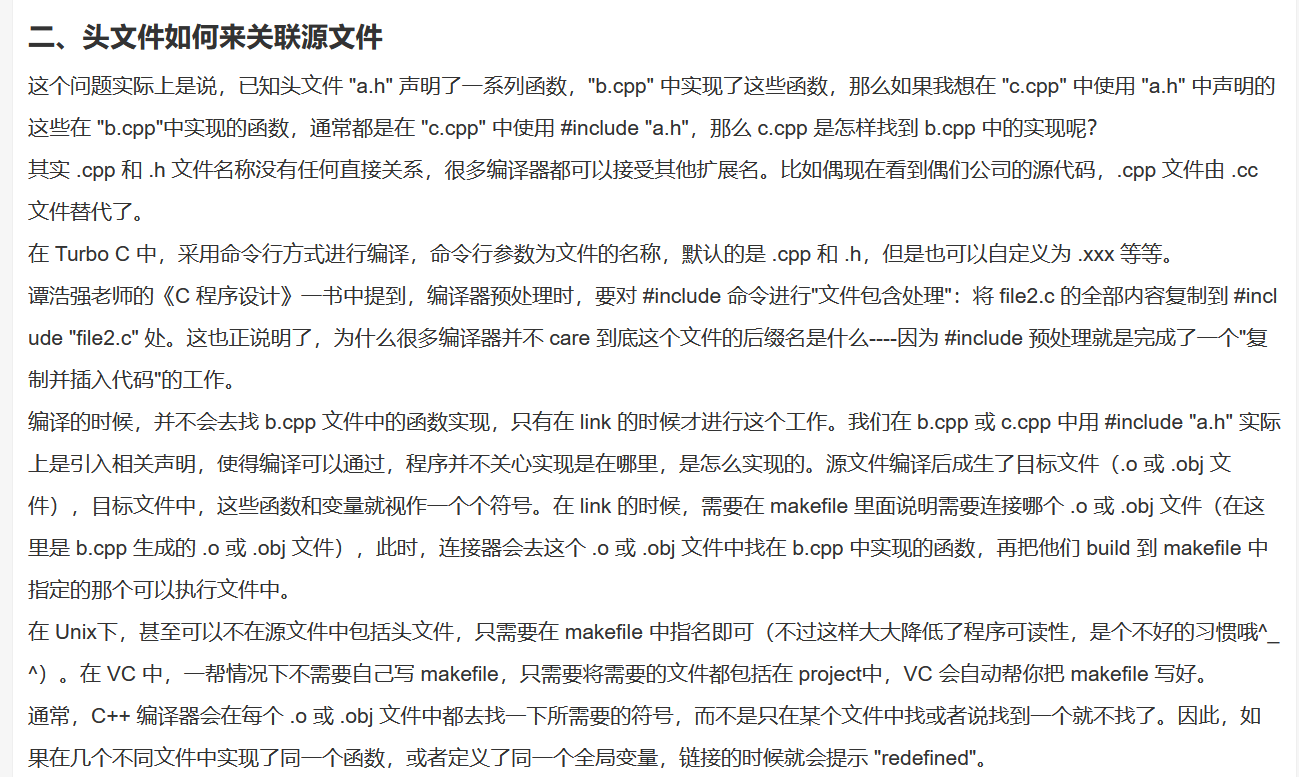 二、头文件如何来关联源文件
这个问题实际上是说，已知头文件 "a.h" 声明了一系列函数，"b.cpp" 中实现了这些函数，那么如果我想在 "c.cpp" 中使用 "a.h" 中声明的
这些在 "b.cpp"中实现的函数，通常都是在 "c.cpp" 中使用 #include "a.h"，那么 c.cpp 是怎样找到 b.cpp 中的实现呢？
其实 .cpp 和 .h 文件名称没有任何直接关系，很多编译器都可以接受其他扩展名。比如偶现在看到偶们公司的源代码，.cpp 文件由 .cc
文件替代了。
在 Turbo C 中，采用命令行方式进行编译，命令行参数为文件的名称，默认的是 .cpp 和 .h，但是也可以自定义为 .xxx 等等。
谭浩强老师的《C 程序设计》一书中提到，编译器预处理时，要对 #include 命令进行"文件包含处理"：将 file2.c 的全部内容复制到 #incl
ude "file2.c" 处。这也正说明了，为什么很多编译器并不 care 到底这个文件的后缀名是什么----因为 #include 预处理就是完成了一个"复
制并插入代码"的工作。
编译的时候，并不会去找 b.cpp 文件中的函数实现，只有在 link 的时候才进行这个工作。我们在 b.cpp 或 c.cpp 中用 #include "a.h" 实际
上是引入相关声明，使得编译可以通过，程序并不关心实现是在哪里，是怎么实现的。源文件编译后成生了目标文件（.o 或 .obj 文
件），目标文件中，这些函数和变量就视作一个个符号。在 link 的时候，需要在 makefile 里面说明需要连接哪个 .o 或 .obj 文件（在这
里是 b.cpp 生成的 .o 或 .obj 文件），此时，连接器会去这个 .o 或 .obj 文件中找在 b.cpp 中实现的函数，再把他们 build 到 makefile 中
指定的那个可以执行文件中。
在 Unix下，甚至可以不在源文件中包括头文件，只需要在 makefile 中指名即可（不过这样大大降低了程序可读性，是个不好的习惯哦^_
^）。在 VC 中，一帮情况下不需要自己写 makefile，只需要将需要的文件都包括在 project中，VC 会自动帮你把 makefile 写好。
通常，C++ 编译器会在每个 .o 或 .obj 文件中都去找一下所需要的符号，而不是只在某个文件中找或者说找到一个就不找了。因此，如
果在几个不同文件中实现了同一个函数，或者定义了同一个全局变量，链接的时候就会提示 "redefined"。